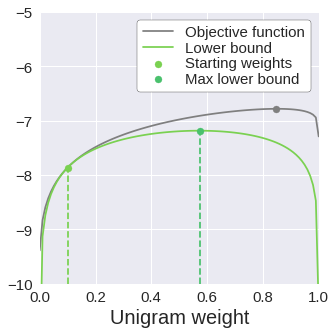 −5
−6
−7
−8
−9
−10
Objective function
Lower bound
Starting weights
Max lower bound
0.0 0.2 0.4 0.6 0.8 1.0
Unigram weight